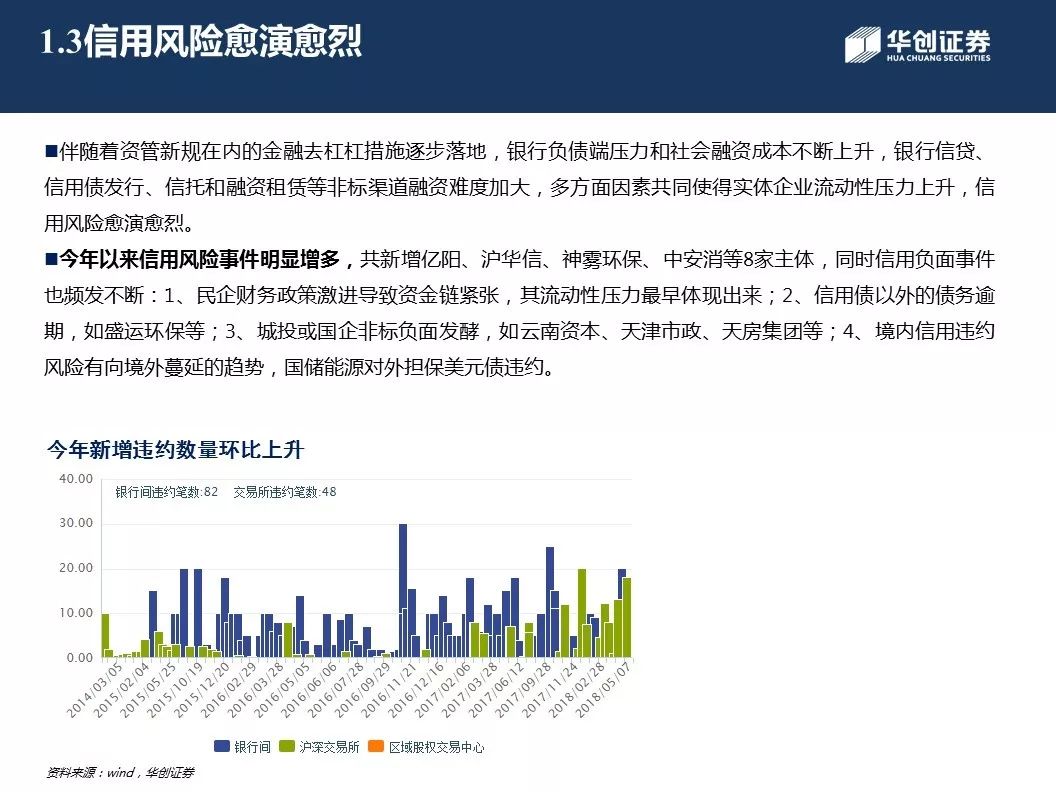 1.3信用风险愈演愈烈
华创证券
HUA CHUANG SECURITIES
■伴随着资管新规在内的金融去杠杠措施逐步落地，银行负债端压力和社会融资成本不断上升，银行信贷、
信用债发行、信托和融资租赁等非标渠道融资难度加大，多方面因素共同使得实体企业流动性压力上升，信
用风险愈演愈烈。
■今年以来信用风险事件明显增多，共新增亿阳、沪华信、神雾环保、中安消等8家主体，同时信用负面事件
也频发不断：1、民企财务政策激进导致资金链紧张，其流动性压力最早体现出来；2、信用债以外的债务逾
期，如盛运环保等；3、城投或国企非标负面发酵，如云南资本、天津市政、天房集团等；4、境内信用违约
风险有向境外蔓延的趋势，国储能源对外担保美元债违约。
今年新增违约数量环比上升
银行间违约笔数:82 交易所违约笔数:48
40.00
30.00
20.00
10.00
0.00
2014/03/05
2015/02/04
2015/05/25
2015/10/19
2015/12/20
2016/02/29
2016/03/28
2016/05/05
2016/06/06
2016/07/28
2016/09/29
2016/11/21
2016/12/16
2017/02/06
2017/03/28
2017/06/12
2017/09/28
2017/11/24
2018/02/28
2018/05/07
银行间 沪深交易所 区域股权交易中心
资料来源：wind，华创证券